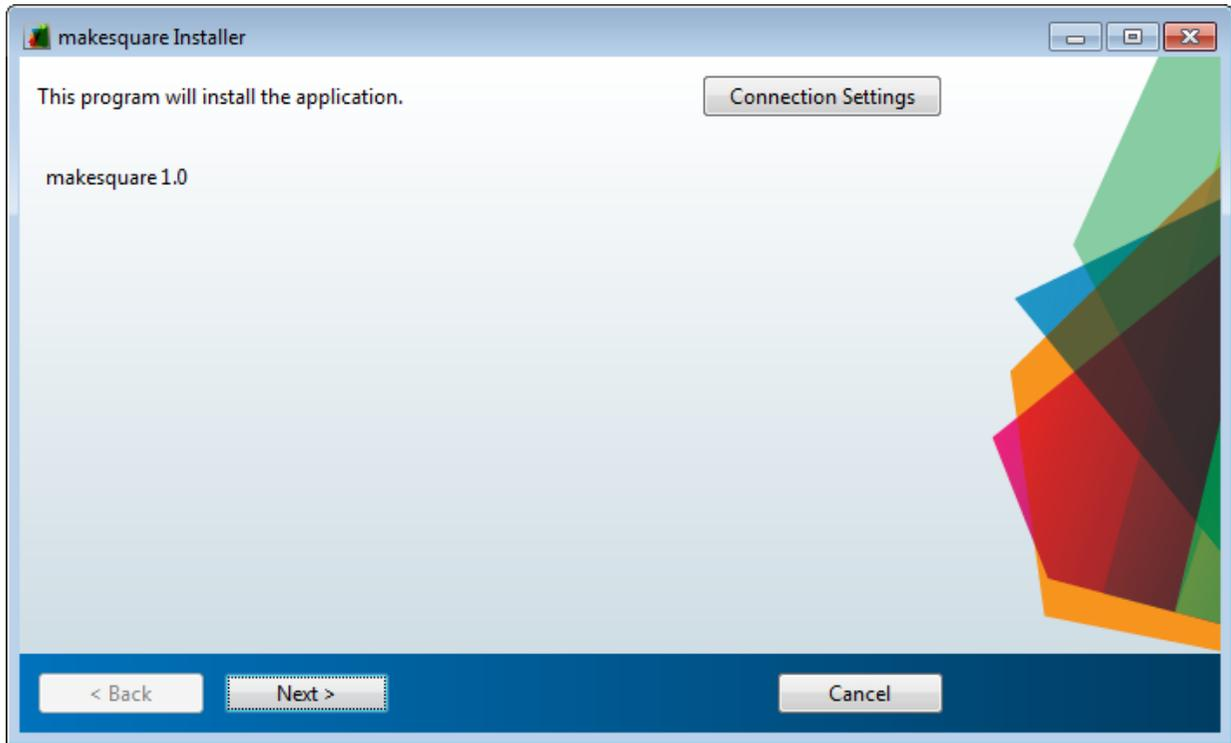 makesquare Installer
This program will install the application.
Connection Settings
makesquare 1.0
< Back
Next >
Cancel